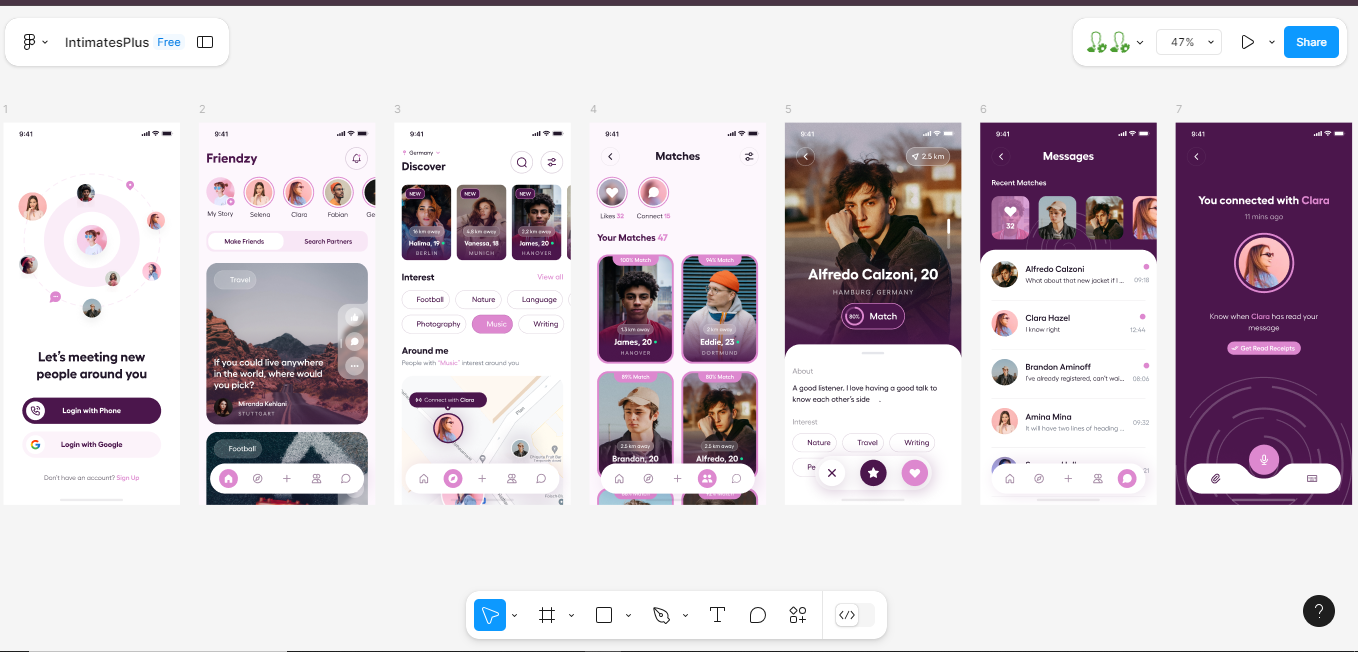 IntimatesPlus Free
47%
Share
1
9:41
Let's meeting new
people around you
Login with Phone
Login with Google
Don't have an account? Sign Up
2
9:41
Friendzy
My Story
Selena
Clara
Fabian
Ge
Make Friends
Search Partners
Travel
If you could live anywhere
in the world, where would
you pick?
Miranda Kehlani
STUTTGART
Football
3
9:41
Germany
Discover
NEW
16 km away
Halima, 19
BERLIN
NEW
4.8 km away
Vanessa, 18
MUNICH
NEW
2.2 km away
James, 20
HANOVER
Interest
View all
Football
Nature
Language
Photography
Music
Writing
Around me
People with "Music" interest around you
Connect with Clara
Play
4
9:41
Matches
Likes 32
Connect 15
Your Matches 47
100% Match
1.3 km away
James, 20
HANOVER
94% Match
2 km away
Eddie, 23
DORTMUND
89% Match
2.5 km away
Brandon, 20
80% Match
2.5 km away
Alfredo, 20
5
9:41
2.5 km
Alfredo Calzoni, 20
HAMBURG, GERMANY
80%
Match
About
A good listener. I love having a good talk to
know each other's side .
Interest
Nature
Travel
Writing
Pe
6
9:41
Messages
Recent Matches
32
Alfredo Calzoni
What about that new jacket if I ...
09:18
Clara Hazel
I know right
12:44
Brandon Aminoff
I've already registered, can't wai...
08:06
Amina Mina
It will have two lines of heading ...
09:32
7
9:41
You connected with Clara
11 mins ago
Know when Clara has read your
message
Get Read Receipts
?